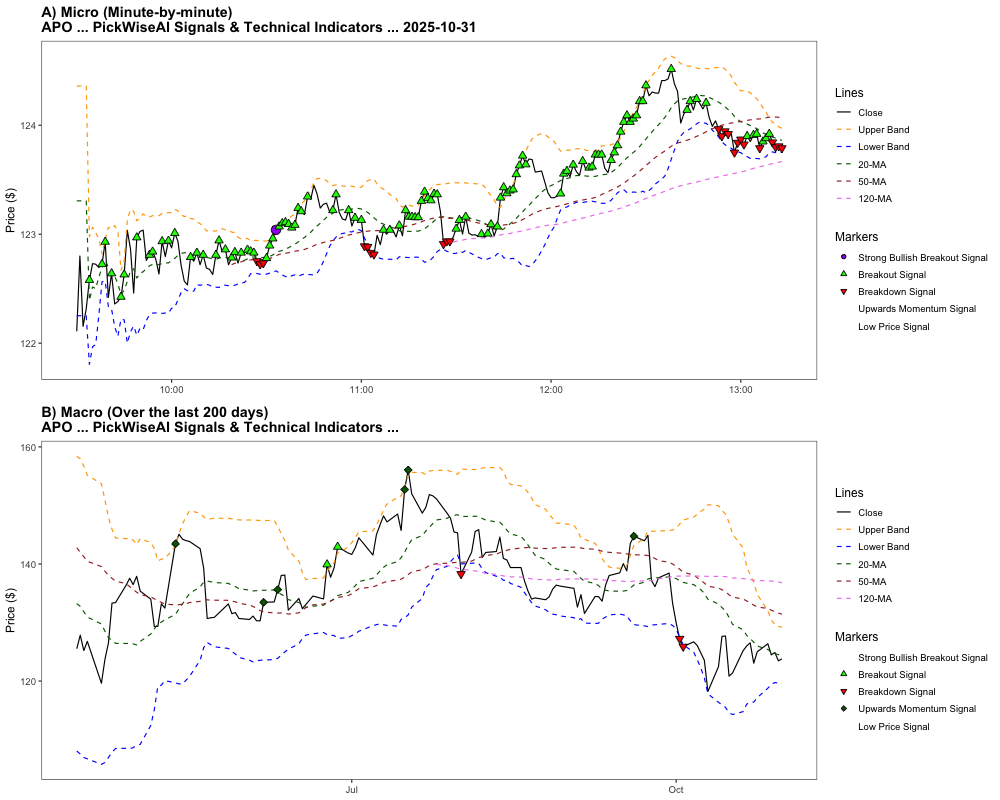 A) Micro (Minute-by-minute)
APO ... PickWiseAI Signals & Technical Indicators ... 2025-10-31
Price ($)
124
123
122
10:00
11:00
12:00
13:00
Lines
Close
Upper Band
Lower Band
20-MA
50-MA
120-MA
Markers
Strong Bullish Breakout Signal
Breakout Signal
Breakdown Signal
Upwards Momentum Signal
Low Price Signal
B) Macro (Over the last 200 days)
APO ... PickWiseAI Signals & Technical Indicators ...
Price ($)
160
140
120
Jul
Oct
Lines
Close
Upper Band
Lower Band
20-MA
50-MA
120-MA
Markers
Strong Bullish Breakout Signal
Breakout Signal
Breakdown Signal
Upwards Momentum Signal
Low Price Signal